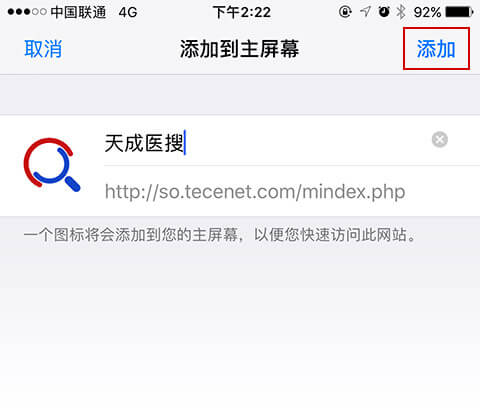 中国联通 4G 下午2:22 92%
取消 添加到主屏幕 添加
天成医搜
http://so.tecenet.com/mindex.php
一个图标将会添加到您的主屏幕，以便您快速访问此网站。